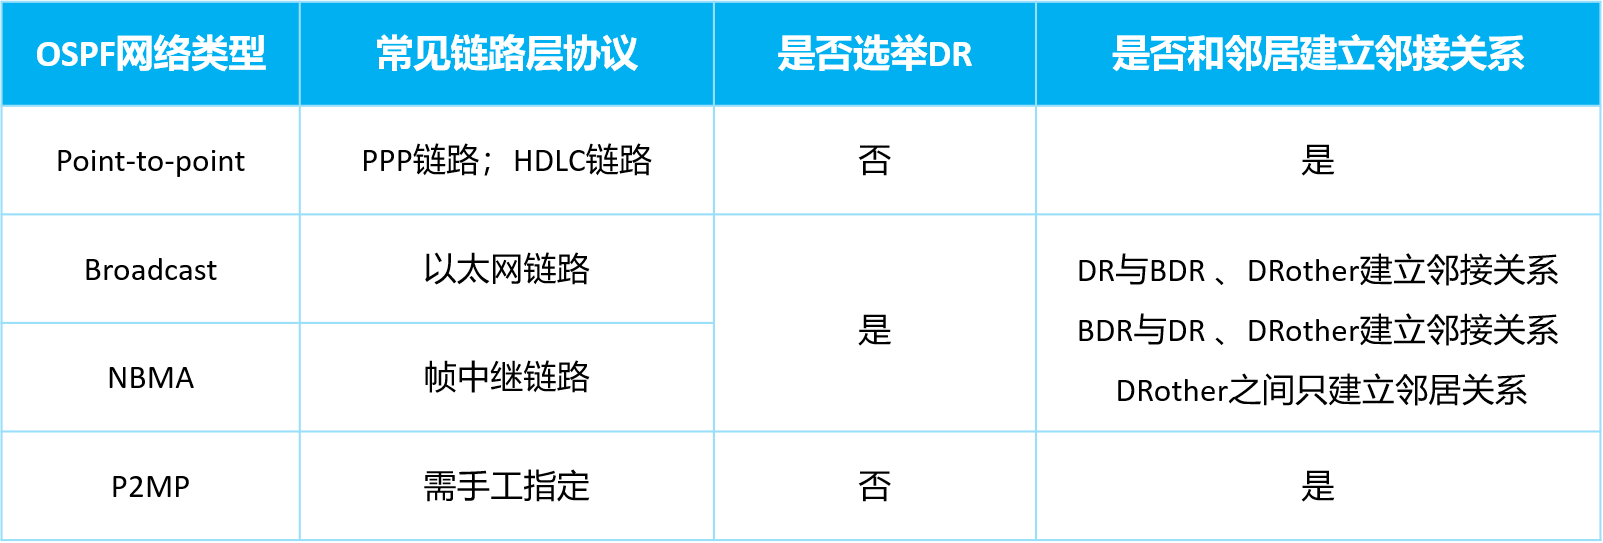 OSPF网络类型 常见链路层协议 是否选举DR 是否和邻居建立邻接关系
Point-to-point PPP链路；HDLC链路 否 是
Broadcast 以太网链路
NBMA 帧中继链路
是
DR与BDR 、DRother建立邻接关系
BDR与DR 、DRother建立邻接关系
DRother之间只建立邻居关系
P2MP 需手工指定 否 是